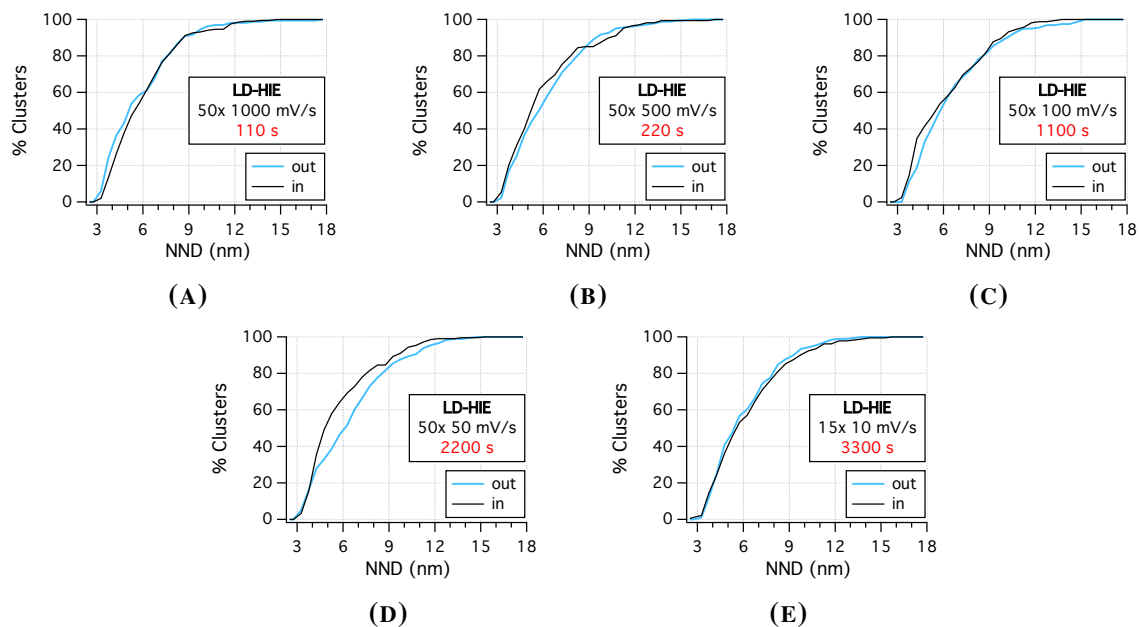 100
80
60
40
20
0
% Clusters
3 6 9 12 15 18
NND (nm)
LD-HIE
50x 1000 mV/s
110 s
out
in
(A)
100
80
60
40
20
0
% Clusters
3 6 9 12 15 18
NND (nm)
LD-HIE
50x 500 mV/s
220 s
out
in
(B)
100
80
60
40
20
0
% Clusters
3 6 9 12 15 18
NND (nm)
LD-HIE
50x 100 mV/s
1100 s
out
in
(C)
100
80
60
40
20
0
% Clusters
3 6 9 12 15 18
NND (nm)
LD-HIE
50x 50 mV/s
2200 s
out
in
(D)
100
80
60
40
20
0
% Clusters
3 6 9 12 15 18
NND (nm)
LD-HIE
15x 10 mV/s
3300 s
out
in
(E)